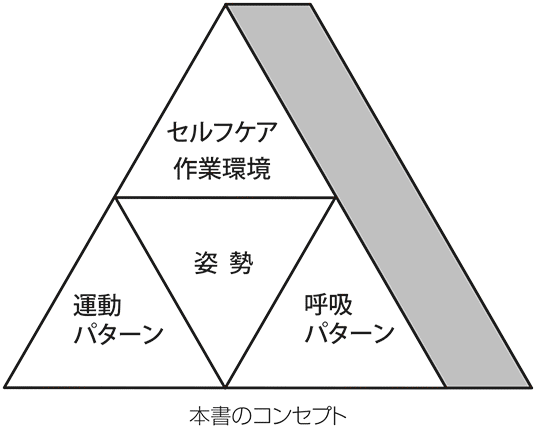 セルフケア
作業環境
姿 勢
運動
パターン
呼吸
パターン
本書のコンセプト